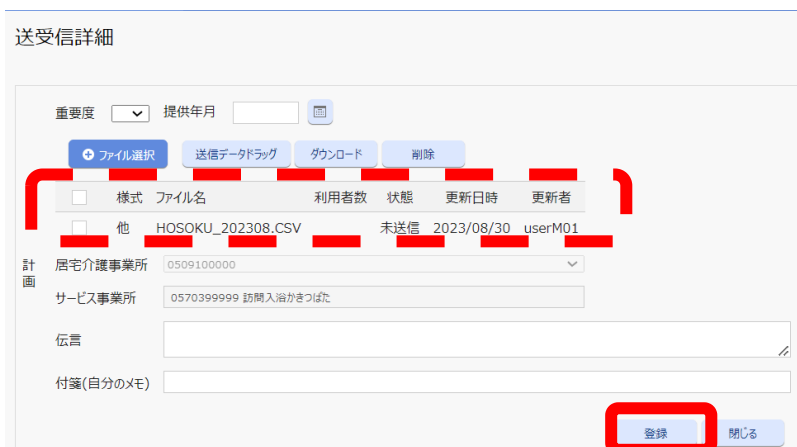 送受信詳細
重要度 提供年月
ファイル選択 送信データドラッグ ダウンロード 削除
様式 ファイル名 利用者数 状態 更新日時 更新者
他 HOSOKU_202308.CSV 未送信 2023/08/30 userM01
計画
居宅介護事業所 0509100000
サービス事業所 0570399999 訪問入浴かきつばた
伝言
付箋(自分のメモ)
登録 閉じる